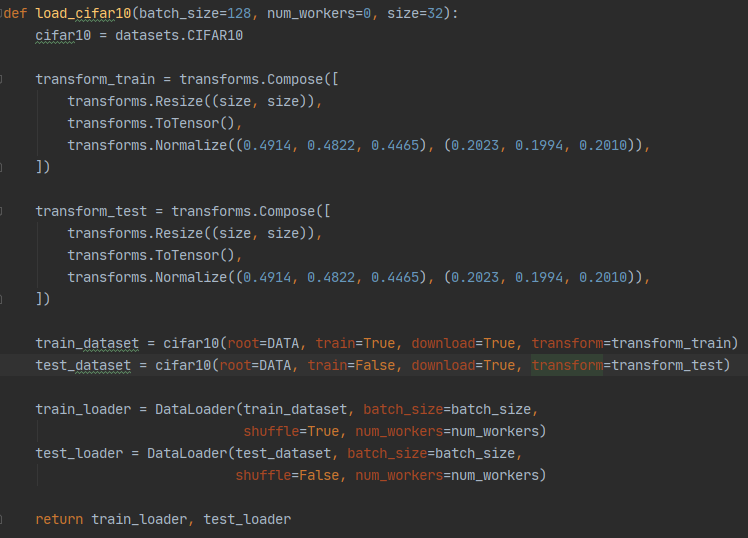 def load_cifar10(batch_size=128, num_workers=0, size=32):
    cifar10 = datasets.CIFAR10

    transform_train = transforms.Compose([
        transforms.Resize((size, size)),
        transforms.ToTensor(),
        transforms.Normalize((0.4914, 0.4822, 0.4465), (0.2023, 0.1994, 0.2010)),
    ])

    transform_test = transforms.Compose([
        transforms.Resize((size, size)),
        transforms.ToTensor(),
        transforms.Normalize((0.4914, 0.4822, 0.4465), (0.2023, 0.1994, 0.2010)),
    ])

    train_dataset = cifar10(root=DATA, train=True, download=True, transform=transform_train)
    test_dataset = cifar10(root=DATA, train=False, download=True, transform=transform_test)

    train_loader = DataLoader(train_dataset, batch_size=batch_size,
                              shuffle=True, num_workers=num_workers)
    test_loader = DataLoader(test_dataset, batch_size=batch_size,
                             shuffle=False, num_workers=num_workers)

    return train_loader, test_loader